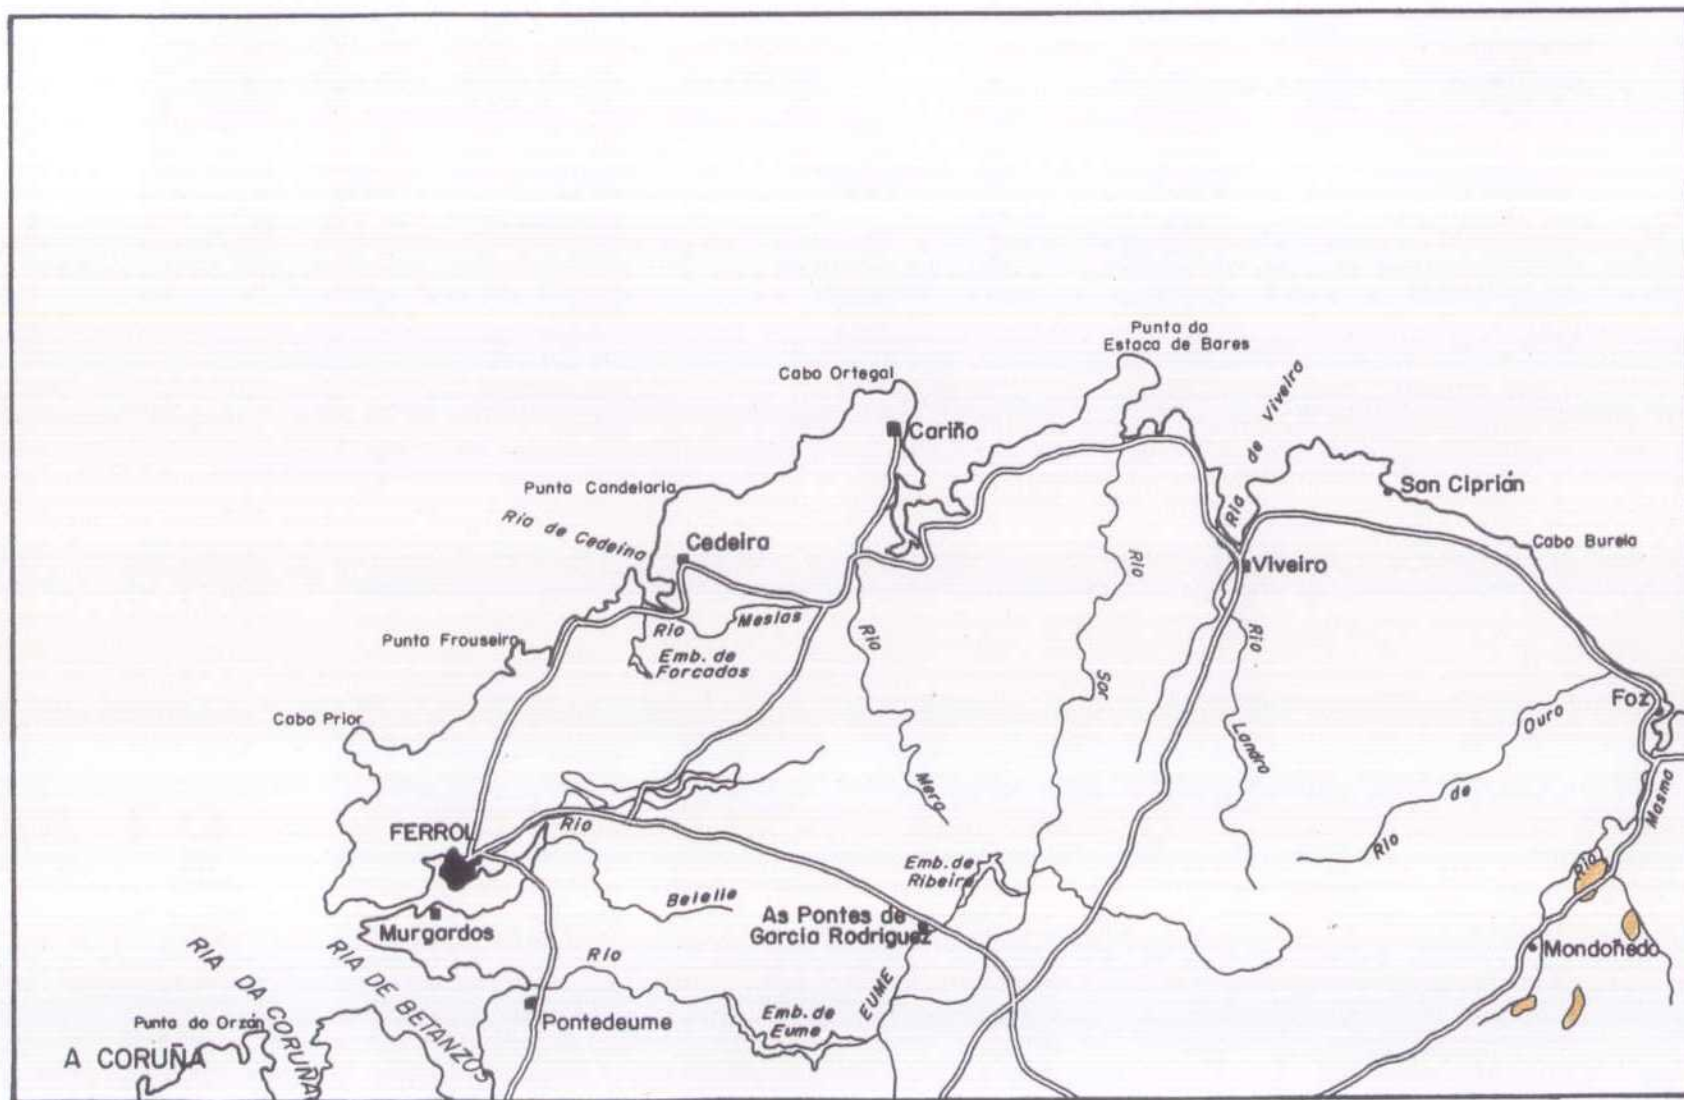 Punta da
Estaca de Bares
Cabo Ortegal
Ria de Viveiro
Cariño
San Ciprián
Punta Candelaria
Ria de Cedeina
Cedeira
Cabo Burela
Viveiro
Rio Mesias
Punta Frouseira
Emb. de
Forcadas
Rio Mera
Rio Sor
Rio Landro
Foz
Rio de Ouro
Cabo Prior
Rio Masma
FERROL
Rio Belelle
Emb. de
Ribeira
As Pontes de
Garcia Rodriguez
Murgardos
Mondoñedo
RIA DA CORUÑA
RIA DE BETANZOS
Rio EUME
Punta do Orzán
Pontedeume
Emb. de
Eume
A CORUÑA